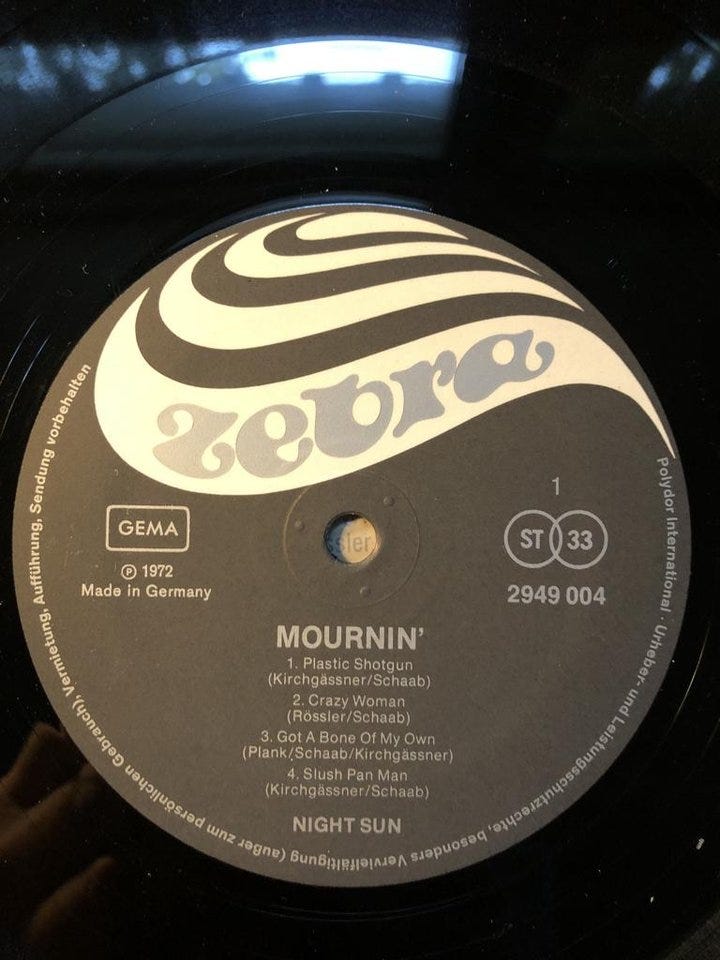 zebra
GEMA
℗ 1972
Made in Germany
1
ST 33
2949 004
sler
MOURNIN'
1. Plastic Shotgun
(Kirchgässner/Schaab)
2. Crazy Woman
(Rössler/Schaab)
3. Got A Bone Of My Own
(Plank/Schaab/Kirchgässner)
4. Slush Pan Man
(Kirchgässner/Schaab)
NIGHT SUN
Polydor International · Urheber- und Leistungsschutzrechte, besonders Vervielfältigung (außer zum persönlichen Gebrauch), Vermietung, Aufführung, Sendung vorbehalten